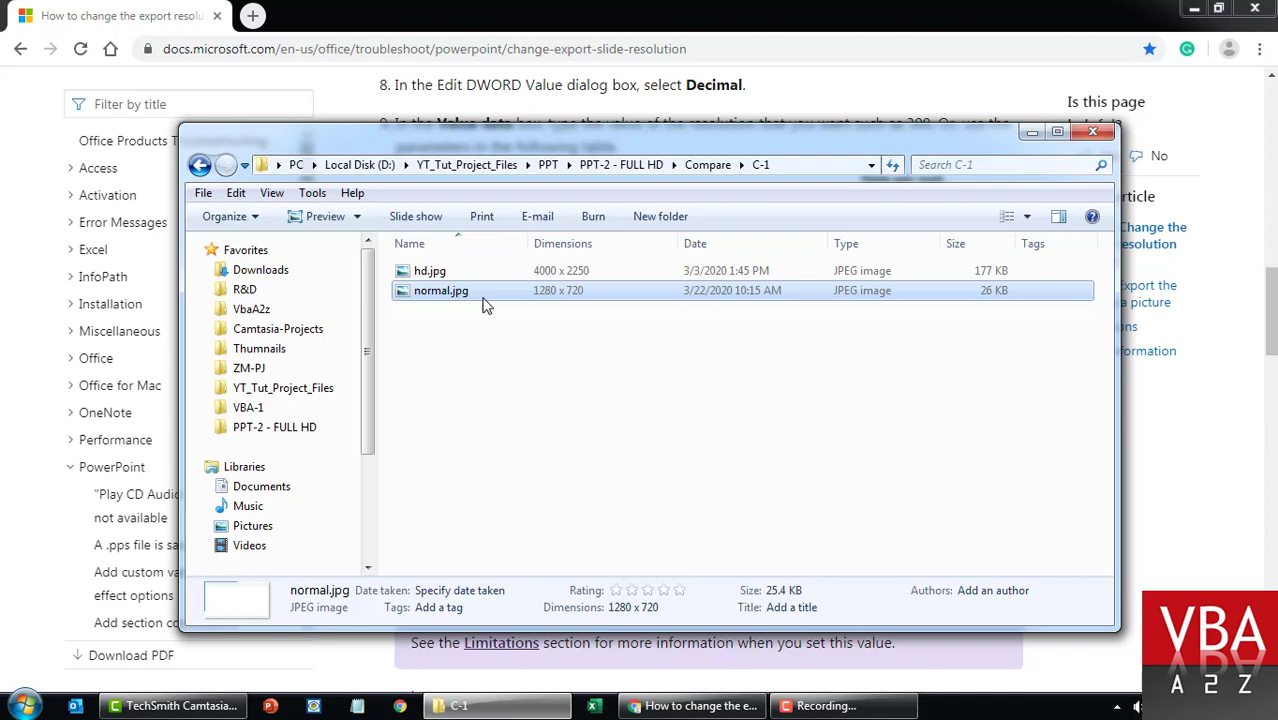 How to change the export resolu
docs.microsoft.com/en-us/office/troubleshoot/powerpoint/change-export-slide-resolution
Filter by title
Office Products Troubleshooting
Access
Error Messages
Excel
InfoPath
Installation
Miscellaneous
Office
Office for Mac
OneNote
Performance
PowerPoint
"Play CD Audio
not available
A .pps file is sa
Add custom va
effect options
Add section co
Download PDF
8. In the Edit DWORD Value dialog box, select Decimal.
Is this page
No
article
Change the
resolution
Export the
a picture
ons
formation
PC Local Disk (D:) YT_Tut_Project_Files PPT PPT-2 - FULL HD Compare C-1
Search C-1
File Edit View Tools Help
Organize Preview Slide show Print E-mail Burn New folder
Favorites
Downloads
R&D
VbaA2z
Camtasia-Projects
Thumnails
ZM-PJ
YT_Tut_Project_Files
VBA-1
PPT-2 - FULL HD
Libraries
Documents
Music
Pictures
Videos
Name Dimensions Date Type Size Tags
hd.jpg 4000 x 2250 3/3/2020 1:45 PM JPEG image 177 KB
normal.jpg 1280 x 720 3/22/2020 10:15 AM JPEG image 26 KB
normal.jpg Date taken: Specify date taken Rating: Size: 25.4 KB Authors: Add an author
JPEG image Tags: Add a tag Dimensions: 1280 x 720 Title: Add a title
See the Limitations section for more information when you set this value.
VBA
A 2 Z
TechSmith Camtasia... C-1 How to change the e... Recording...